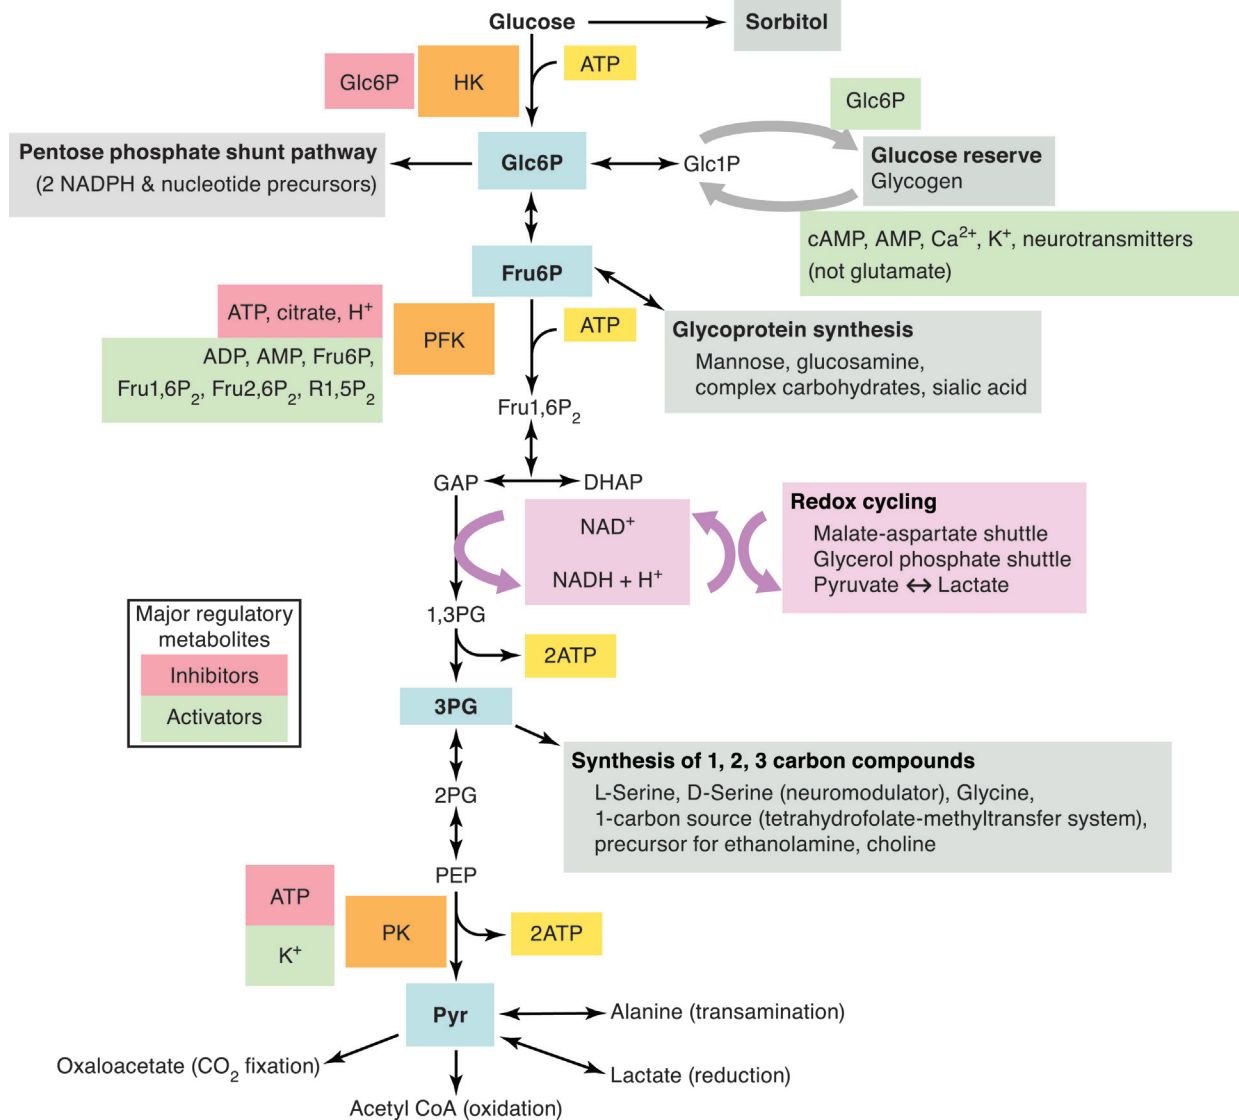 Glucose
Sorbitol
Glc6P
HK
ATP
Glc6P
Pentose phosphate shunt pathway
(2 NADPH & nucleotide precursors)
Glc6P
Glc1P
Glucose reserve
Glycogen
cAMP, AMP, Ca²⁺, K⁺, neurotransmitters
(not glutamate)
Fru6P
ATP, citrate, H⁺
PFK
ATP
ADP, AMP, Fru6P,
Fru1,6P₂, Fru2,6P₂, R1,5P₂
Glycoprotein synthesis
Mannose, glucosamine,
complex carbohydrates, sialic acid
Fru1,6P₂
GAP
DHAP
NAD⁺
NADH + H⁺
Redox cycling
Malate-aspartate shuttle
Glycerol phosphate shuttle
Pyruvate ↔ Lactate
1,3PG
2ATP
Major regulatory
metabolites
Inhibitors
Activators
3PG
Synthesis of 1, 2, 3 carbon compounds
L-Serine, D-Serine (neuromodulator), Glycine,
1-carbon source (tetrahydrofolate-methyltransfer system),
precursor for ethanolamine, choline
2PG
PEP
ATP
K⁺
PK
2ATP
Pyr
Alanine (transamination)
Oxaloacetate (CO₂ fixation)
Lactate (reduction)
Acetyl CoA (oxidation)